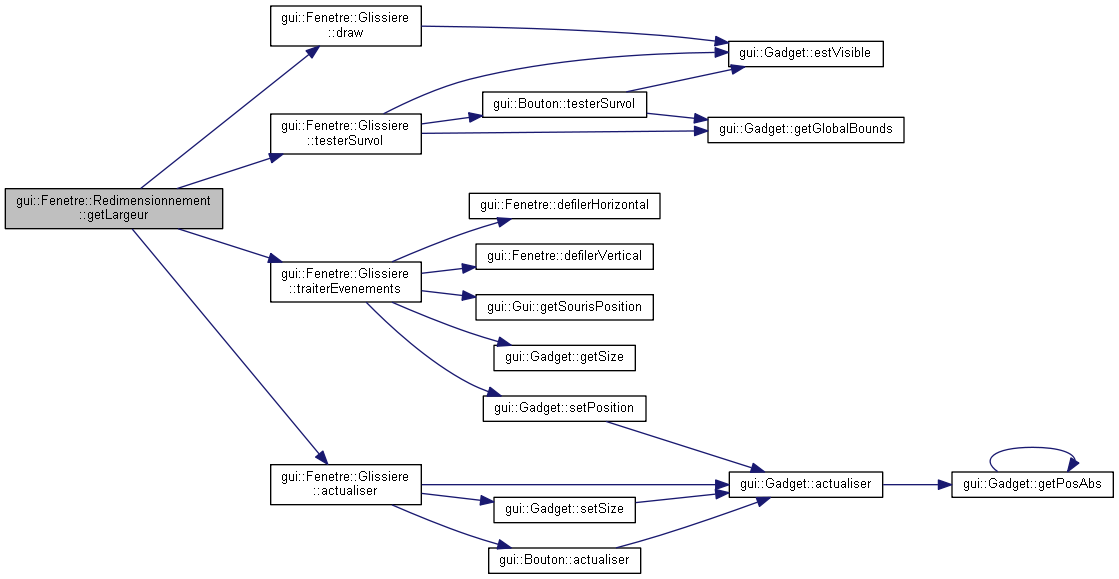 gui::Fenetre::Glissiere
::draw
gui::Gadget::estVisible
gui::Bouton::testerSurvol
gui::Fenetre::Glissiere
::testerSurvol
gui::Gadget::getGlobalBounds
gui::Fenetre::Redimensionnement
::getLargeur
gui::Fenetre::defilerHorizontal
gui::Fenetre::defilerVertical
gui::Fenetre::Glissiere
::traiterEvenements
gui::Gui::getSourisPosition
gui::Gadget::getSize
gui::Gadget::setPosition
gui::Fenetre::Glissiere
::actualiser
gui::Gadget::actualiser
gui::Gadget::getPosAbs
gui::Gadget::setSize
gui::Bouton::actualiser